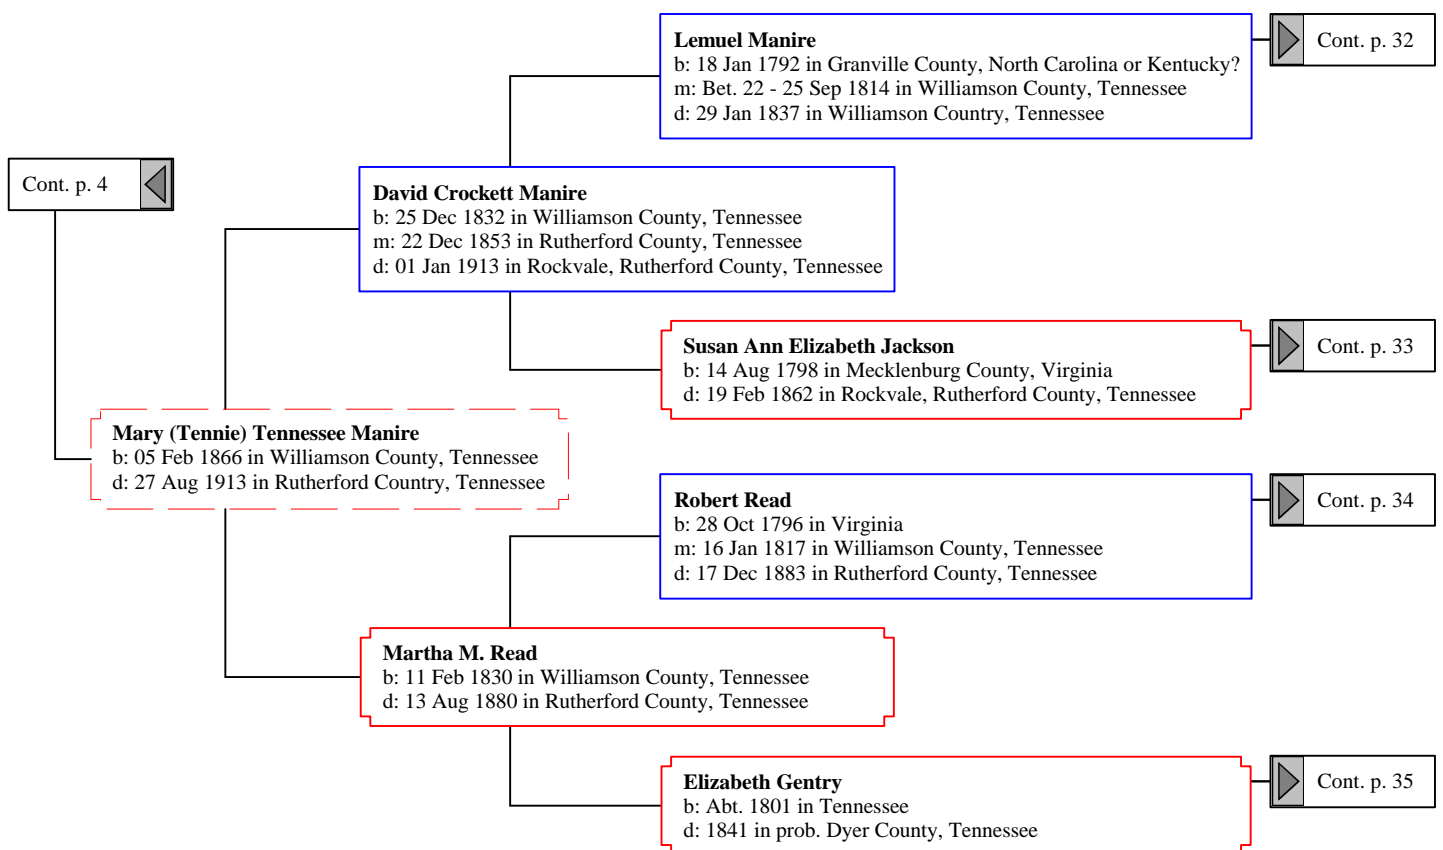 Lemuel Manire
b: 18 Jan 1792 in Granville County, North Carolina or Kentucky?
m: Bet. 22 - 25 Sep 1814 in Williamson County, Tennessee
d: 29 Jan 1837 in Williamson Country, Tennessee
Cont. p. 32
Cont. p. 4
David Crockett Manire
b: 25 Dec 1832 in Williamson County, Tennessee
m: 22 Dec 1853 in Rutherford County, Tennessee
d: 01 Jan 1913 in Rockvale, Rutherford County, Tennessee
Susan Ann Elizabeth Jackson
b: 14 Aug 1798 in Mecklenburg County, Virginia
d: 19 Feb 1862 in Rockvale, Rutherford County, Tennessee
Cont. p. 33
Mary (Tennie) Tennessee Manire
b: 05 Feb 1866 in Williamson County, Tennessee
d: 27 Aug 1913 in Rutherford Country, Tennessee
Robert Read
b: 28 Oct 1796 in Virginia
m: 16 Jan 1817 in Williamson County, Tennessee
d: 17 Dec 1883 in Rutherford County, Tennessee
Cont. p. 34
Martha M. Read
b: 11 Feb 1830 in Williamson County, Tennessee
d: 13 Aug 1880 in Rutherford County, Tennessee
Elizabeth Gentry
b: Abt. 1801 in Tennessee
d: 1841 in prob. Dyer County, Tennessee
Cont. p. 35